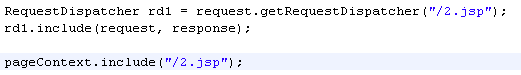 RequestDispatcher rd1 = request.getRequestDispatcher("/2.jsp");
rd1.include(request, response);
pageContext.include("/2.jsp");